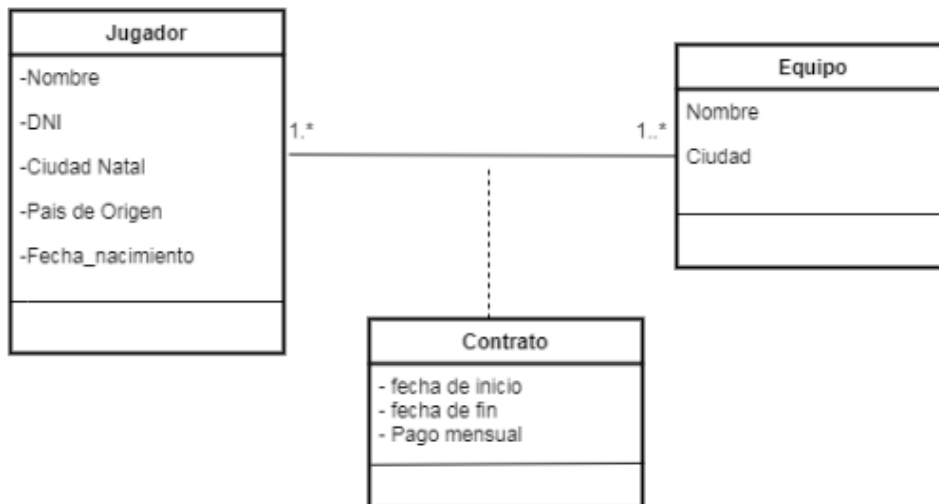 Jugador
-Nombre
-DNI
-Ciudad Natal
-Pais de Origen
-Fecha_nacimiento
1.*
1..*
Equipo
Nombre
Ciudad
Contrato
- fecha de inicio
- fecha de fin
- Pago mensual